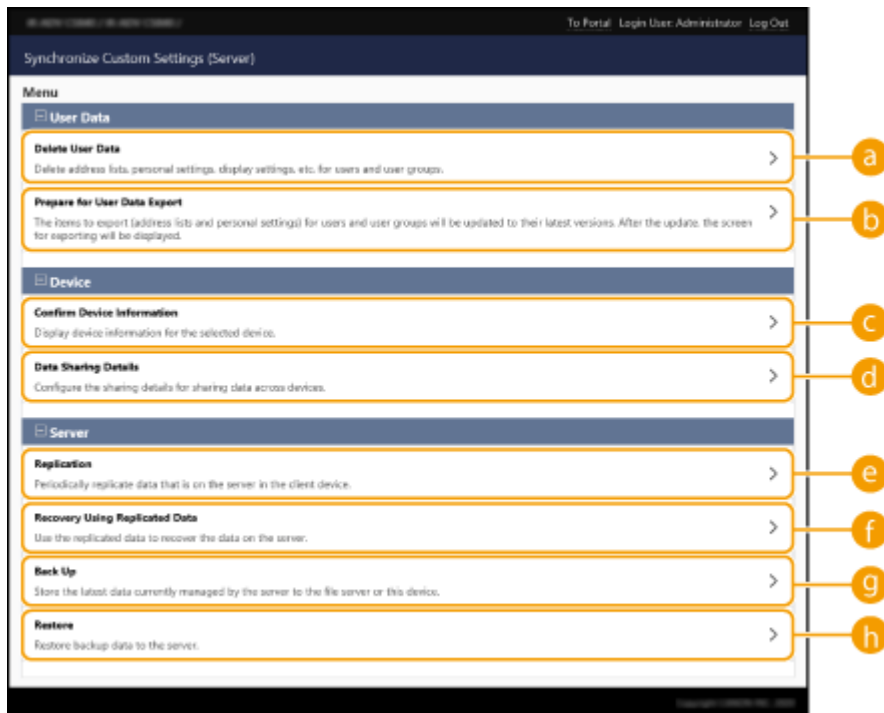 To Portal Login User: Administrator Log Out
Synchronize Custom Settings (Server)
Menu
User Data
Delete User Data
Delete address lists, personal settings, display settings, etc. for users and user groups.
a
Prepare for User Data Export
The items to export (address lists and personal settings) for users and user groups will be updated to their latest versions. After the update, the screen
for exporting will be displayed.
b
Device
Confirm Device Information
Display device information for the selected device.
c
Data Sharing Details
Configure the sharing details for sharing data across devices.
d
Server
Replication
Periodically replicate data that is on the server in the client device.
e
Recovery Using Replicated Data
Use the replicated data to recover the data on the server.
f
Back Up
Store the latest data currently managed by the server to the file server or this device.
g
Restore
Restore backup data to the server.
h